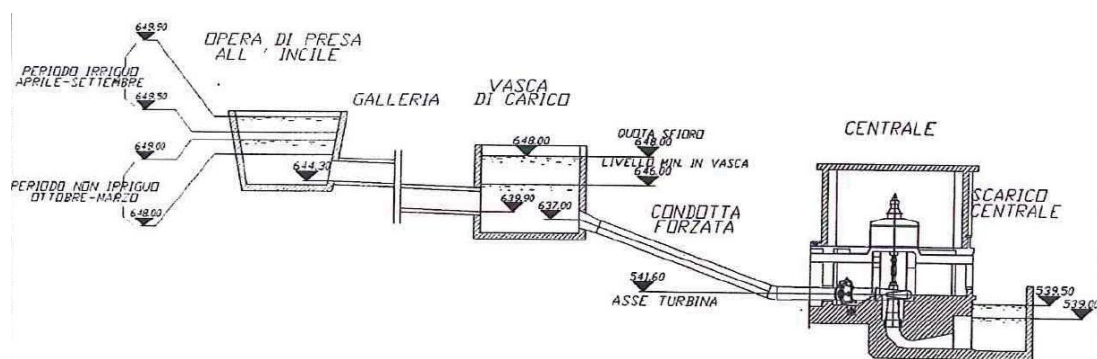 649.90
OPERA DI PRESA
ALL ' INCILE
PERIODO IRRIGUO
APRILE-SETTEMBRE
649.50
GALLERIA
VASCA
DI CARICO
CENTRALE
649.00
644.30
648.00
QUOTA SFIORO
648.00
LIVELLO MIN. IN VASCA
646.00
PERIODO NON IRRIGUO
OTTOBRE-MARZO
648.00
639.90
637.00
CONDOTTA
FORZATA
SCARICO
CENTRALE
541.60
ASSE TURBINA
539.50
539.00